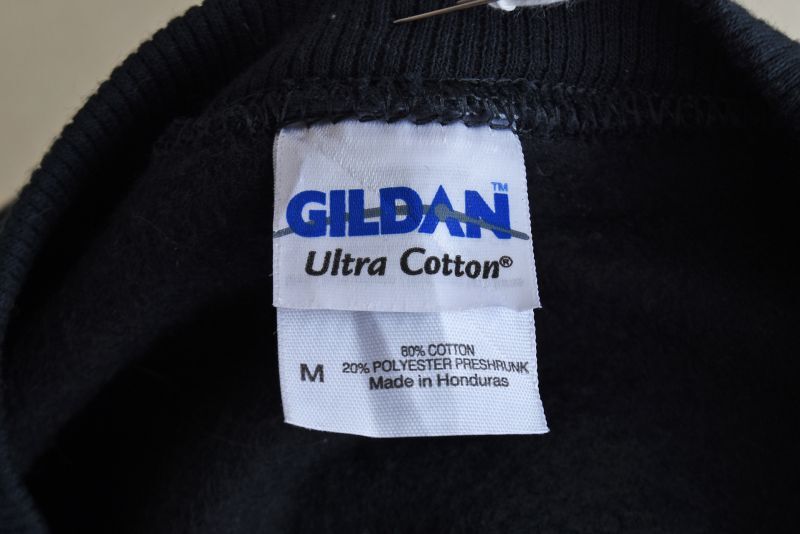 GILDAN™
Ultra Cotton®
80% COTTON
M 20% POLYESTER PRESHRUNK
Made in Honduras